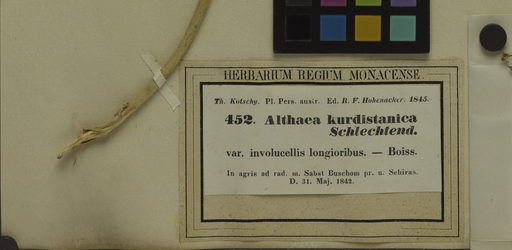 HERBARIUM REGIUM MONACENSE.
Th. Kotschy. Pl. Pers. austr. Ed. R. F. Hohenacker. 1845.
452. Althaea kurdistanica
Schlechtend.
var. involucellis longioribus. — Boiss.
In agris ad rad. m. Sabst Buschom pr. u. Schiras.
D. 31. Maj. 1842.